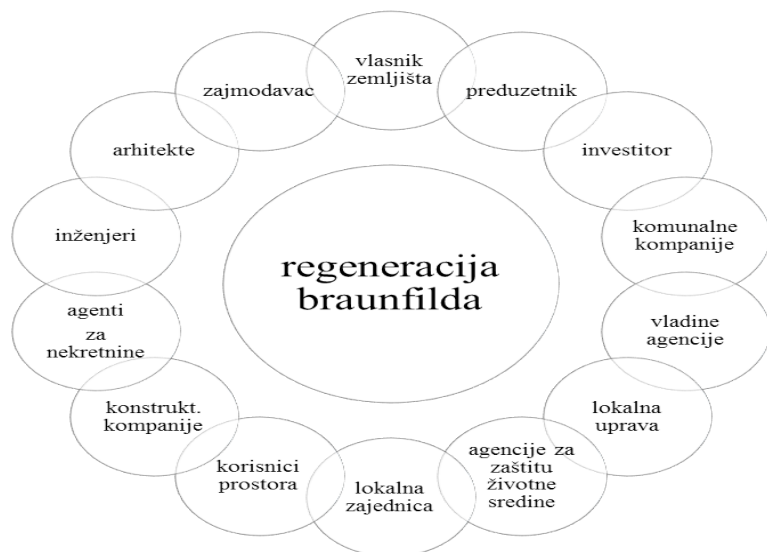 vlasnik
zemljišta
preduzetnik
investitor
komunalne
kompanije
vladine
agencije
lokalna
uprava
agencije za
zaštitu
životne
sredine
lokalna
zajednica
korisnici
prostora
konstrukt.
kompanije
agenti
za
nekretnine
inženjeri
arhitekte
zajmodavac
regeneracija
braunfilda